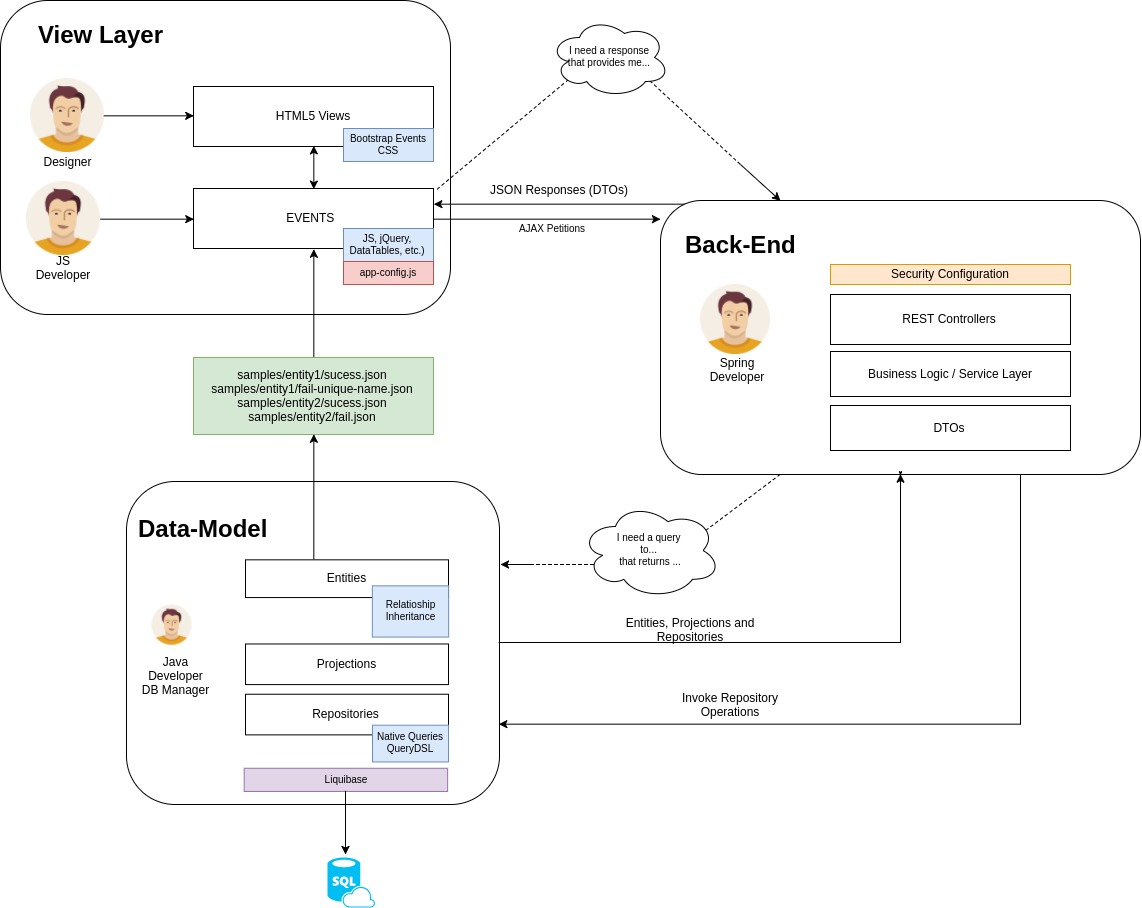 View Layer
Designer
HTML5 Views
Bootstrap Events
CSS
JS
Developer
EVENTS
JS, jQuery,
DataTables, etc.)
app-config.js
I need a response
that provides me...
JSON Responses (DTOs)
AJAX Petitions
Back-End
Spring
Developer
Security Configuration
REST Controllers
Business Logic / Service Layer
DTOs
samples/entity1/sucess.json
samples/entity1/fail-unique-name.json
samples/entity2/sucess.json
samples/entity2/fail.json
Data-Model
Java
Developer
DB Manager
Entities
Relatioship
Inheritance
Projections
Repositories
Native Queries
QueryDSL
Liquibase
I need a query
to...
that returns ...
Entities, Projections and
Repositories
Invoke Repository
Operations
SQL